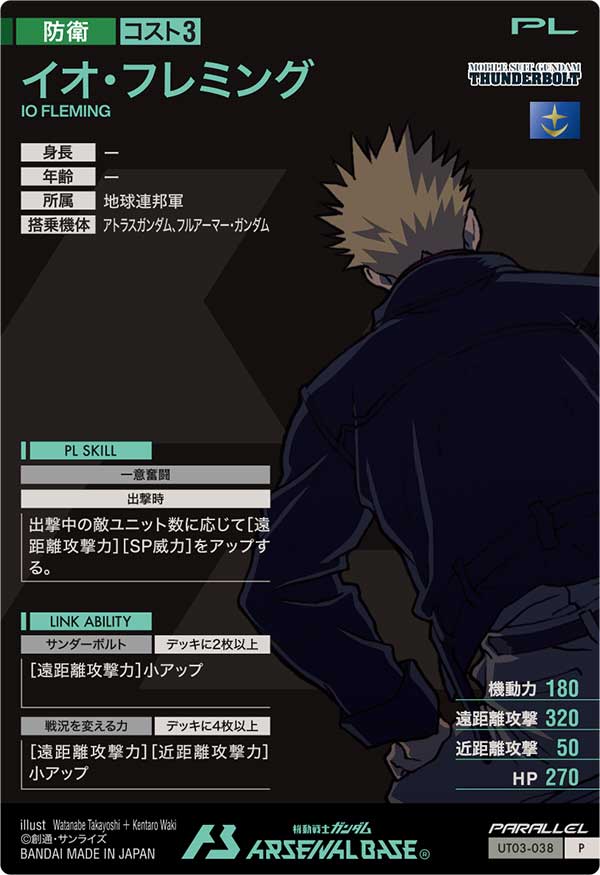 防衛 コスト3
PL
イオ・フレミング
IO FLEMING
MOBILE SUIT GUNDAM
THUNDERBOLT
身長 ー
年齢 ー
所属 地球連邦軍
搭乗機体 アトラスガンダム、フルアーマー・ガンダム
PL SKILL
一意奮闘
出撃時
出撃中の敵ユニット数に応じて[遠
距離攻撃力][SP威力]をアップす
る。
LINK ABILITY
サンダーボルト デッキに2枚以上
[遠距離攻撃力]小アップ
戦況を変える力 デッキに4枚以上
[遠距離攻撃力][近距離攻撃力]
小アップ
機動力 180
遠距離攻撃 320
近距離攻撃 50
HP 270
illust Watanabe Takayoshi + Kentaro Waki
©創通・サンライズ
BANDAI MADE IN JAPAN
機動戦士ガンダム
AB ARSENAL BASE®
PARALLEL
UT03-038 P